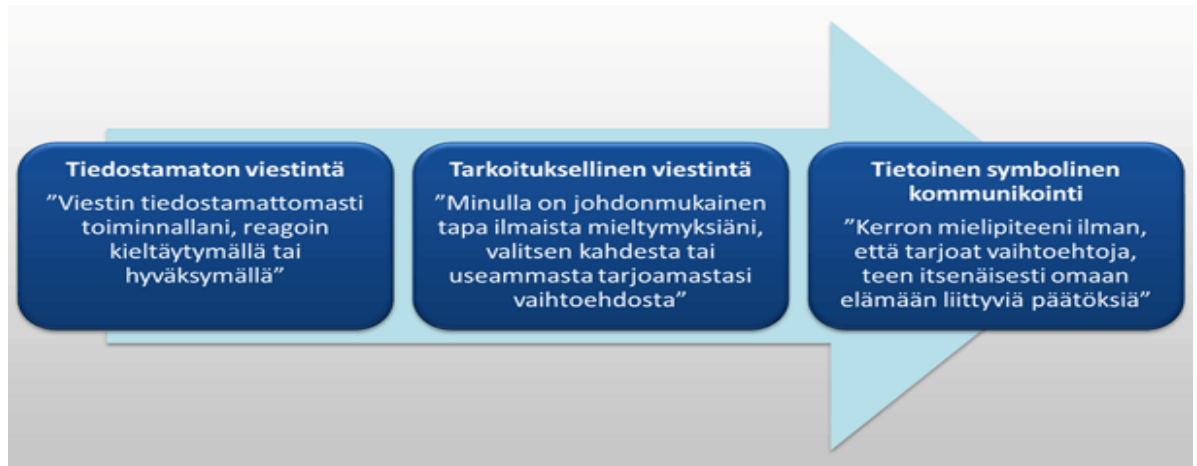 Tiedostamaton viestintä
”Viestin tiedostamattomasti
toiminnallani, reagoin
kieltäytymällä tai
hyväksymällä”
Tarkoituksellinen viestintä
”Minulla on johdonmukainen
tapa ilmaista mieltymyksiäni,
valitsen kahdesta tai
useammasta tarjoamastasi
vaihtoehdosta”
Tietoinen symbolinen
kommunikointi
”Kerron mielipiteeni ilman,
että tarjoat vaihtoehtoja,
teen itsenäisesti omaan
elämään liittyviä päätöksiä”